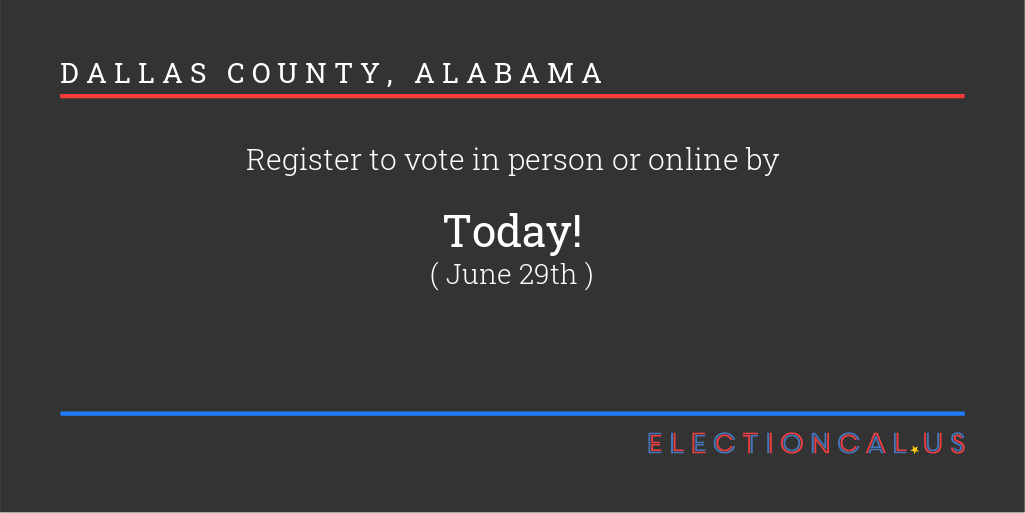 DALLAS COUNTY, ALABAMA
Register to vote in person or online by
Today!
( June 29th )
ELECTIONCAL.US